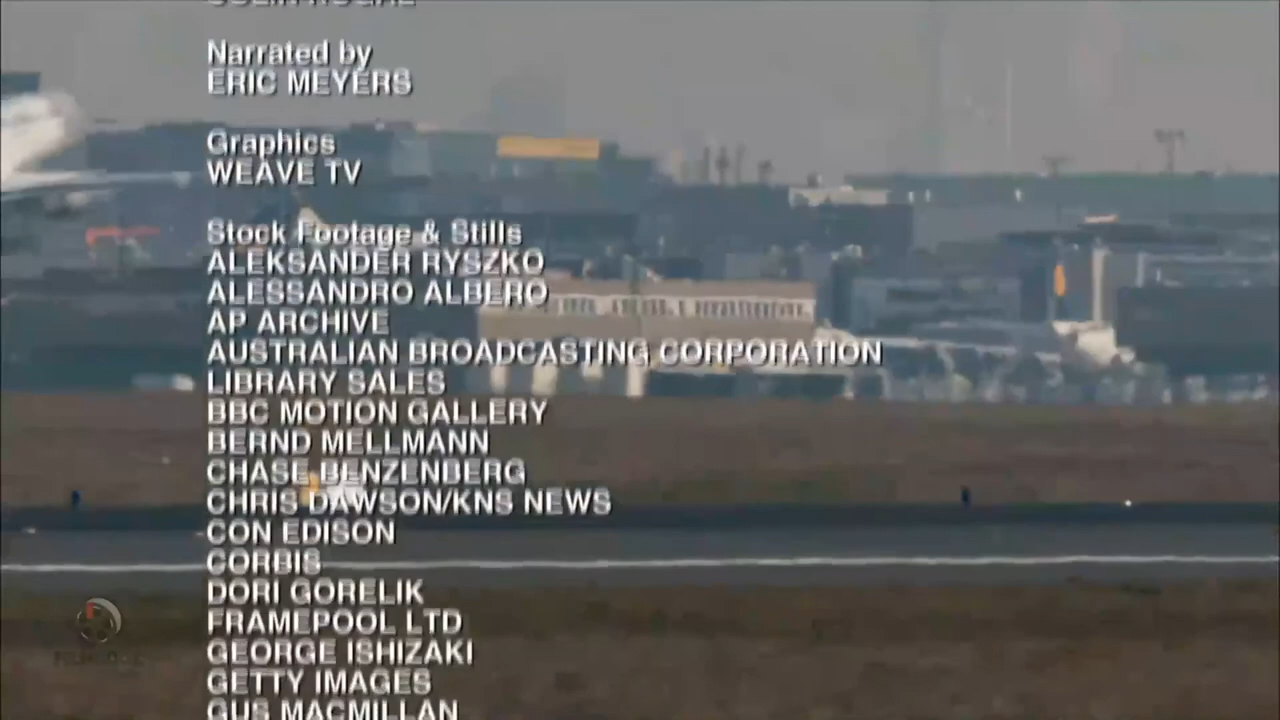 Narrated by
ERIC MEYERS
Graphics
WEAVE TV
Stock Footage & Stills
ALEKSANDER RYSZKO
ALESSANDRO ALBERO
AP ARCHIVE
AUSTRALIAN BROADCASTING CORPORATION
LIBRARY SALES
BBC MOTION GALLERY
BERND MELLMANN
CHASE BENZENBERG
CHRIS DAWSON/KNS NEWS
CON EDISON
CORBIS
DORI GORELIK
FRAMEPOOL LTD
GEORGE ISHIZAKI
GETTY IMAGES
GUS MACMILLAN